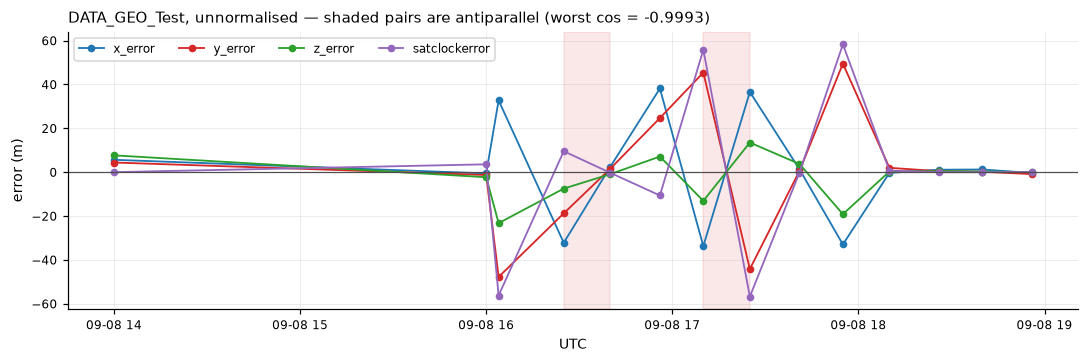 DATA_GEO_Test, unnormalised — shaded pairs are antiparallel (worst cos = -0.9993)
x_error y_error z_error satclockerror
error (m)
60
40
20
0
−20
−40
−60
09-08 14 09-08 15 09-08 16 09-08 17 09-08 18 09-08 19
UTC